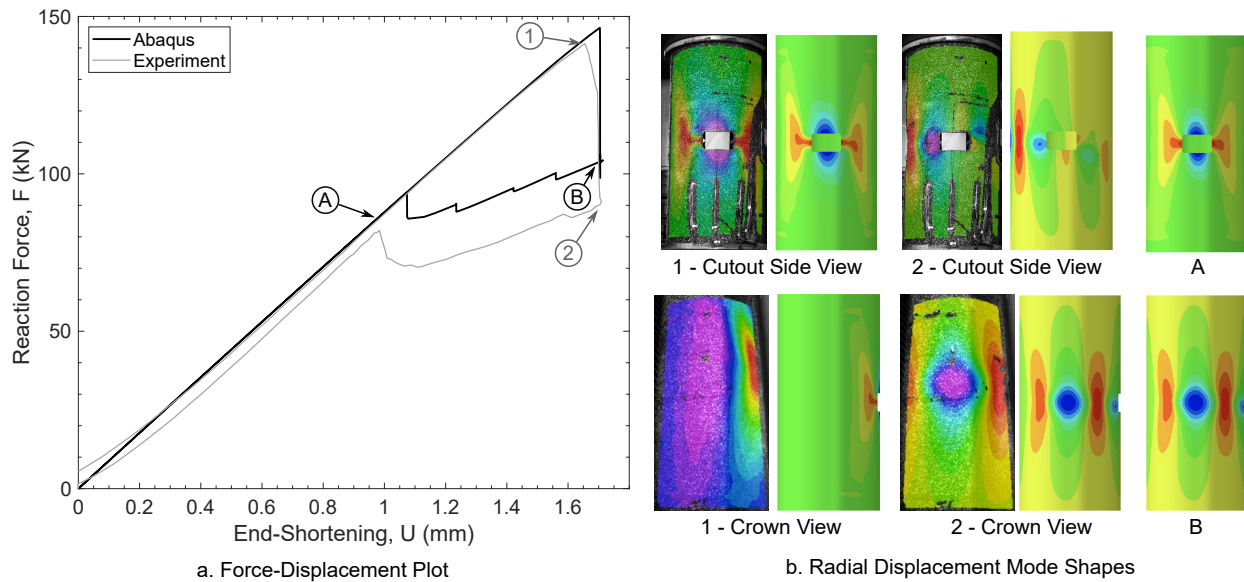 150
100
50
0
0
0.2
0.4
0.6
0.8
1
1.2
1.4
1.6
1.8
Reaction Force, F (kN)
End-Shortening, U (mm)
Abaqus
Experiment
1
A
B
2
a. Force-Displacement Plot
1 - Cutout Side View
2 - Cutout Side View
A
1 - Crown View
2 - Crown View
B
b. Radial Displacement Mode Shapes